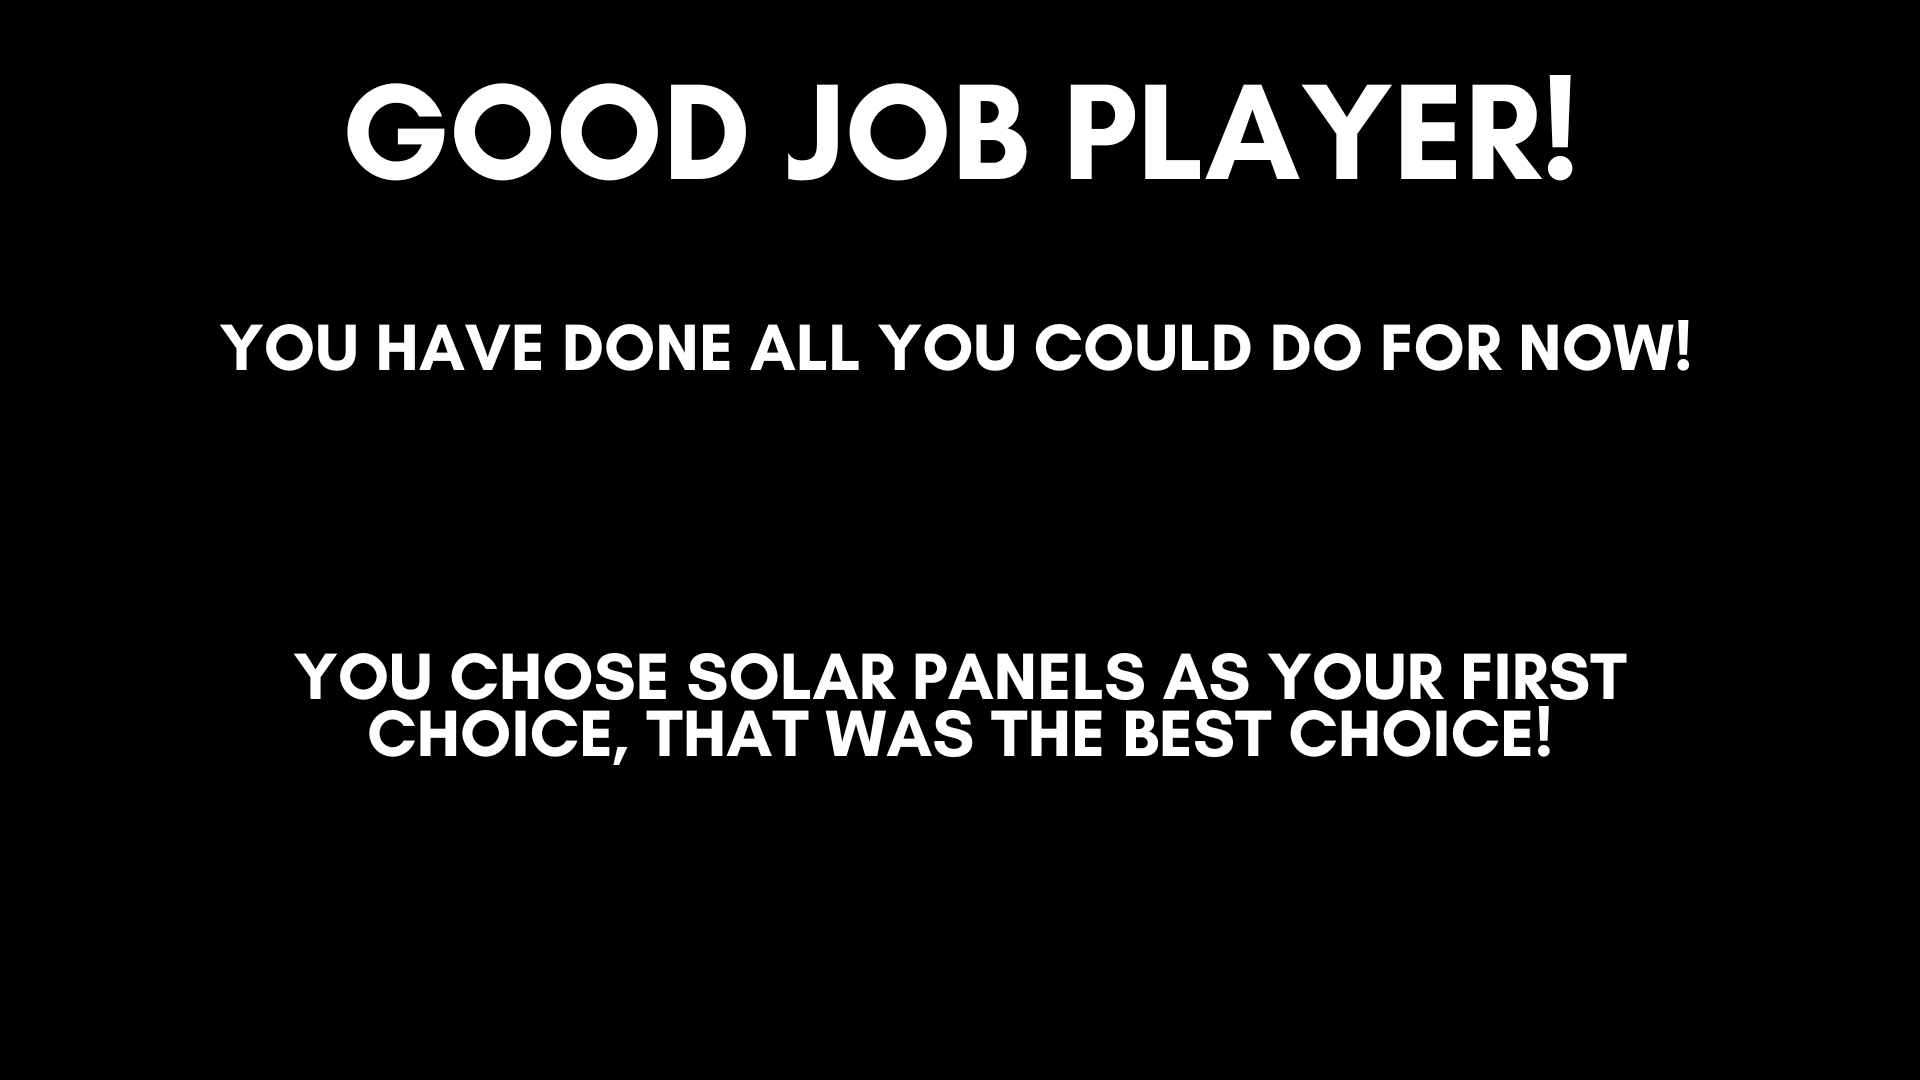 GOOD JOB PLAYER!
YOU HAVE DONE ALL YOU COULD DO FOR NOW!
YOU CHOSE SOLAR PANELS AS YOUR FIRST
CHOICE, THAT WAS THE BEST CHOICE!